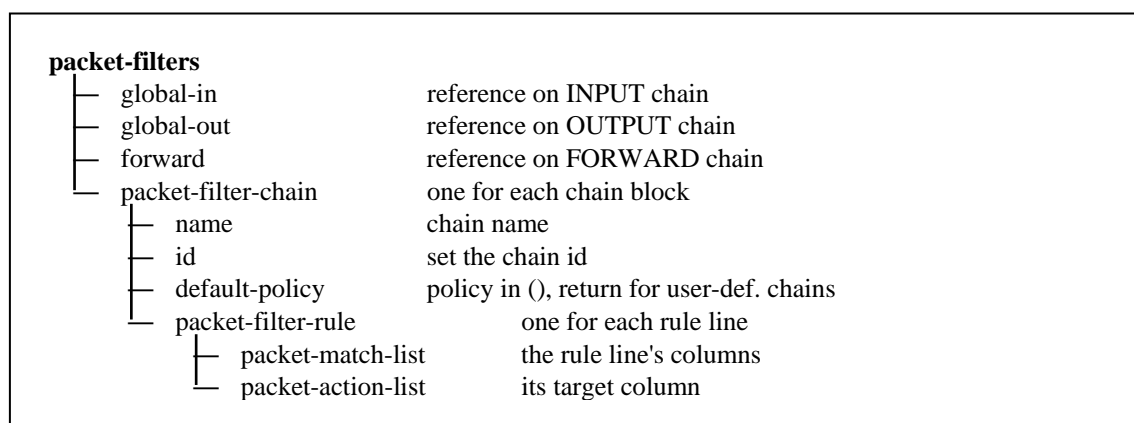 packet-filters
global-in reference on INPUT chain
global-out reference on OUTPUT chain
forward reference on FORWARD chain
packet-filter-chain one for each chain block
name chain name
id set the chain id
default-policy policy in (), return for user-def. chains
packet-filter-rule one for each rule line
packet-match-list the rule line's columns
packet-action-list its target column